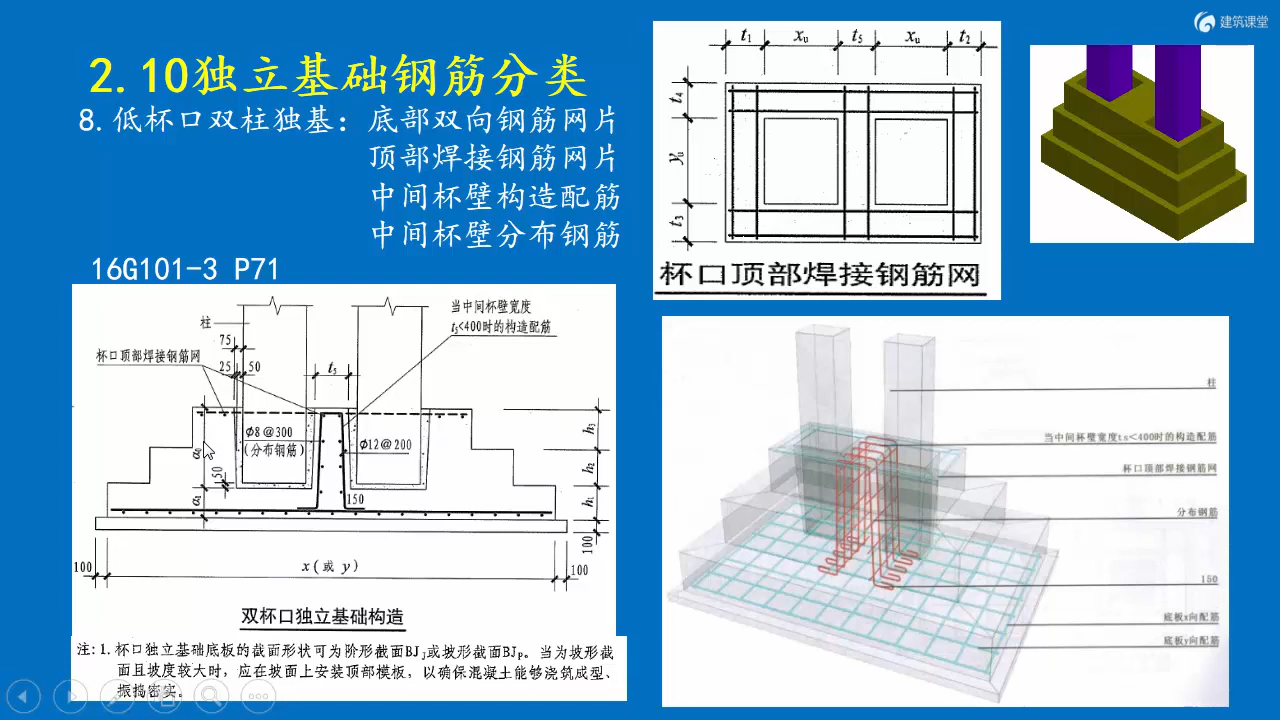 建筑课堂
2.10独立基础钢筋分类
8.低杯口双柱独基：底部双向钢筋网片
顶部焊接钢筋网片
中间杯壁构造配筋
中间杯壁分布钢筋
16G101-3 P71
t1 xu t5 xu t2
t4
yu
t3
杯口顶部焊接钢筋网
当中间杯壁宽度
t5<400时的构造配筋
柱
75
杯口顶部焊接钢筋网
25 50
t5
ϕ8@300
(分布钢筋)
ϕ12@200
a0
50
a1
150
h3
h2
h1
100
100
x(或 y)
100
双杯口独立基础构造
注:1.杯口独立基础底板的截面形状可为阶形截面BJJ或坡形截面BJP。当为坡形截
面且坡度较大时，应在坡面上安装顶部模板，以确保混凝土能够浇筑成型、
振捣密实。
柱
当中间杯壁宽度ts<400时的构造配筋
杯口顶部焊接钢筋网
分布钢筋
150
底板x向配筋
底板y向配筋